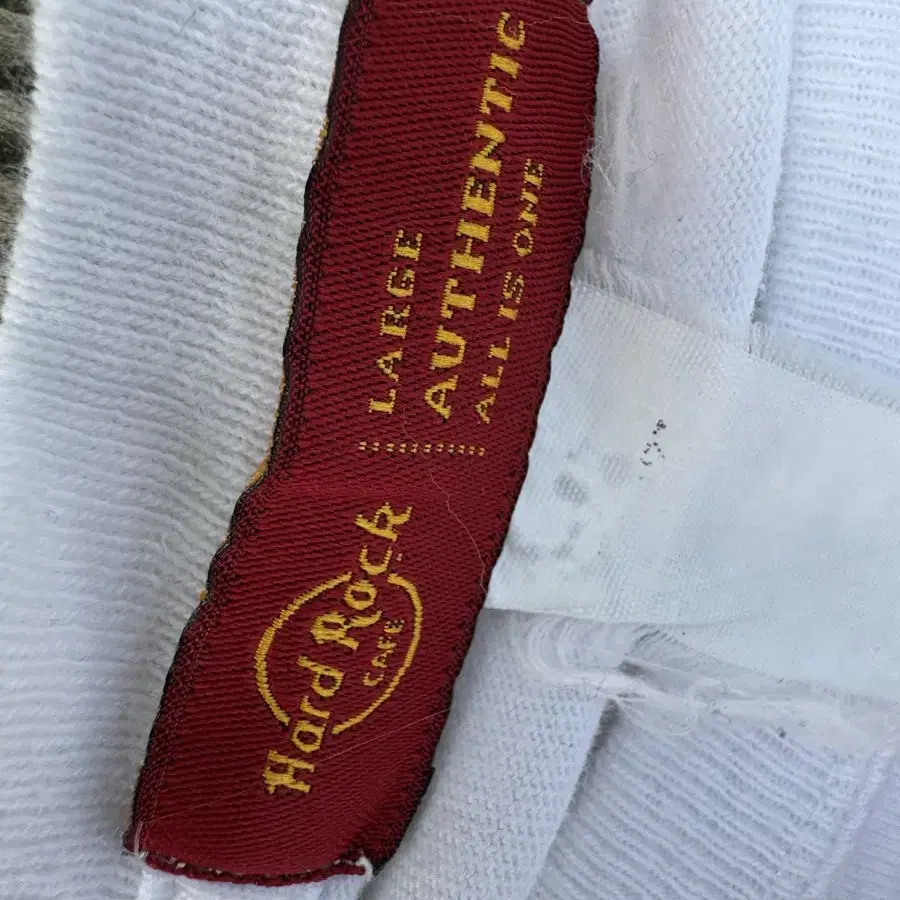 Hard Rock
CAFE
LARGE
AUTHENTIC
ALL IS ONE